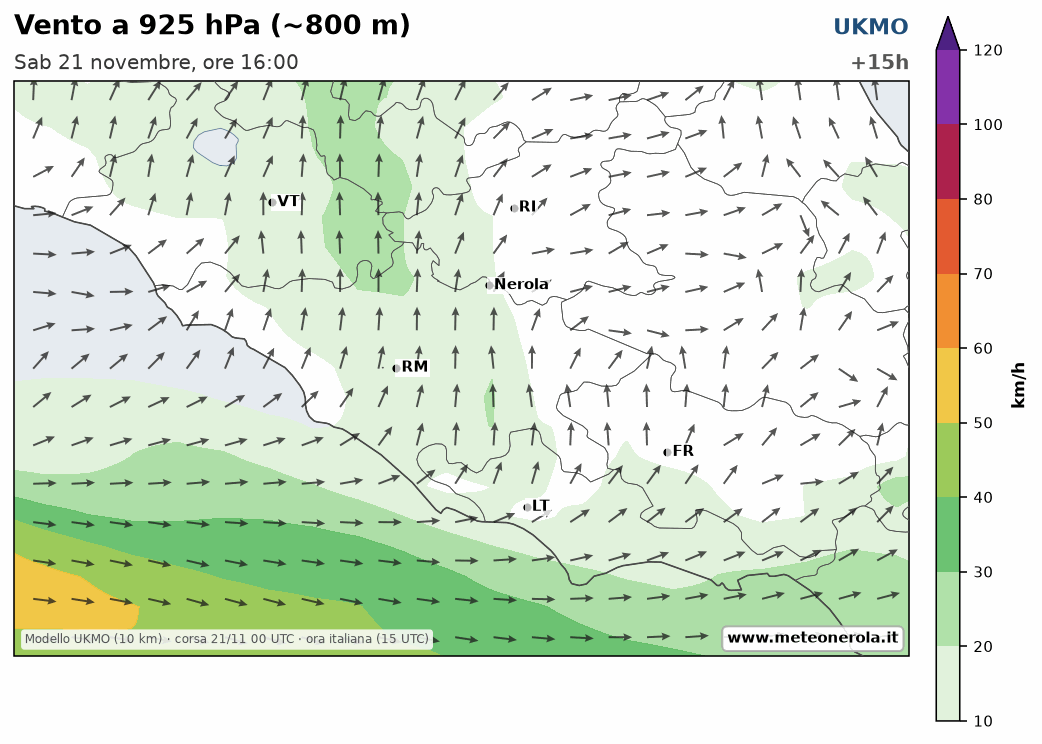 Vento a 925 hPa (~800 m)
UKMO
Sab 21 novembre, ore 16:00
+15h
VT
RI
Nerola
RM
FR
LT
Modello UKMO (10 km) · corsa 21/11 00 UTC · ora italiana (15 UTC)
www.meteonerola.it
120
100
80
70
60
50
40
30
20
10
km/h